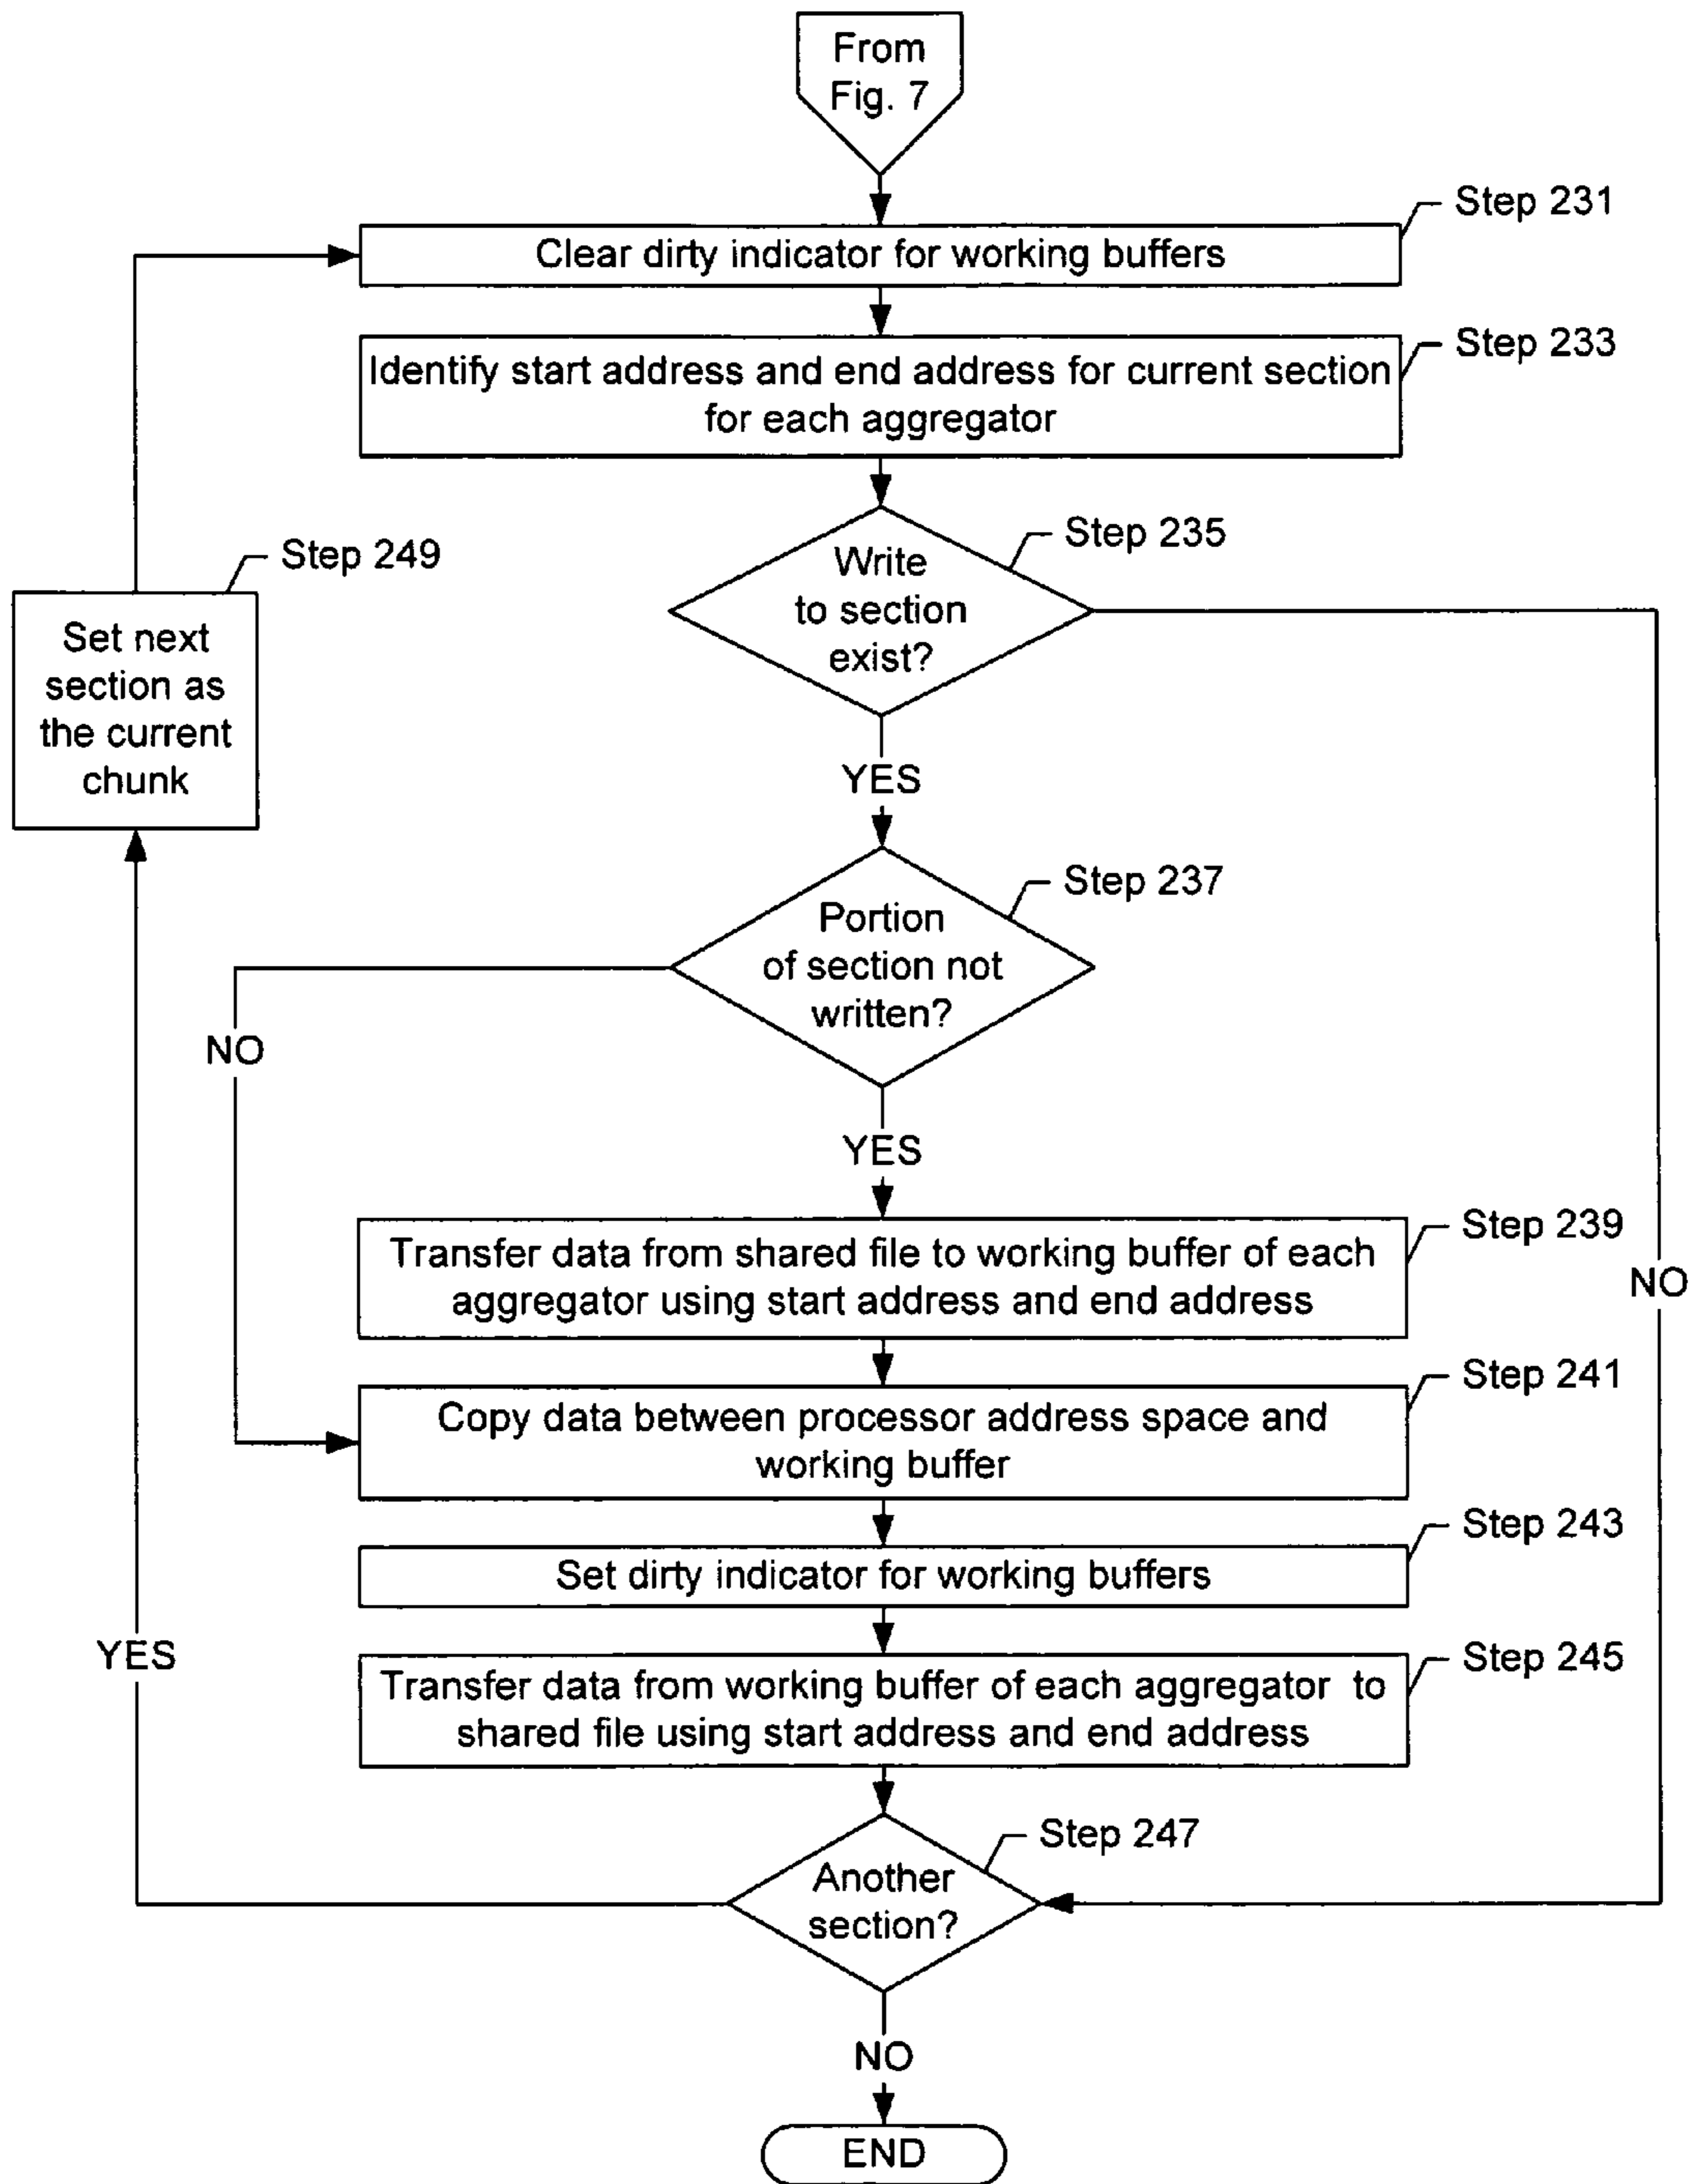 From
Fig. 7
Step 231
Clear dirty indicator for working buffers
Step 233
Identify start address and end address for current section
for each aggregator
Step 235
Write
to section
exist?
Step 249
Set next
section as
the current
chunk
YES
Step 237
Portion
of section not
written?
NO
YES
Step 239
Transfer data from shared file to working buffer of each
aggregator using start address and end address
NO
Step 241
Copy data between processor address space and
working buffer
Step 243
Set dirty indicator for working buffers
YES
Step 245
Transfer data from working buffer of each aggregator to
shared file using start address and end address
Step 247
Another
section?
NO
END